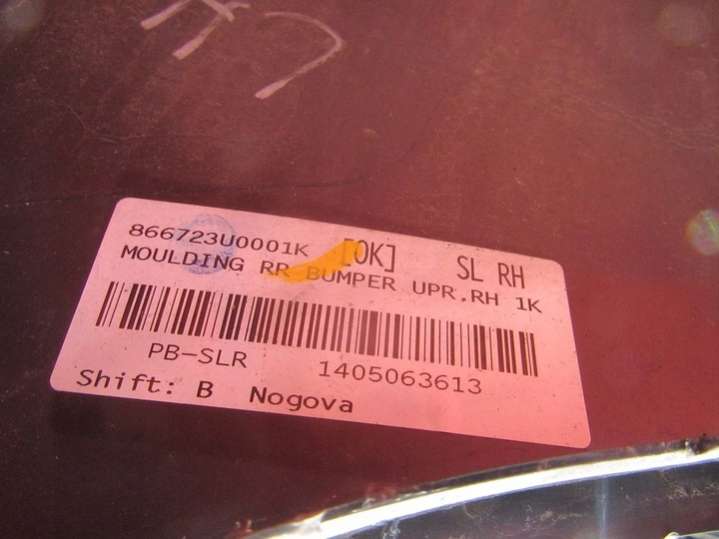 866723U0001K [OK] SL RH
MOULDING RR BUMPER UPR.RH 1K
PB-SLR 1405063613
Shift: B Nogova